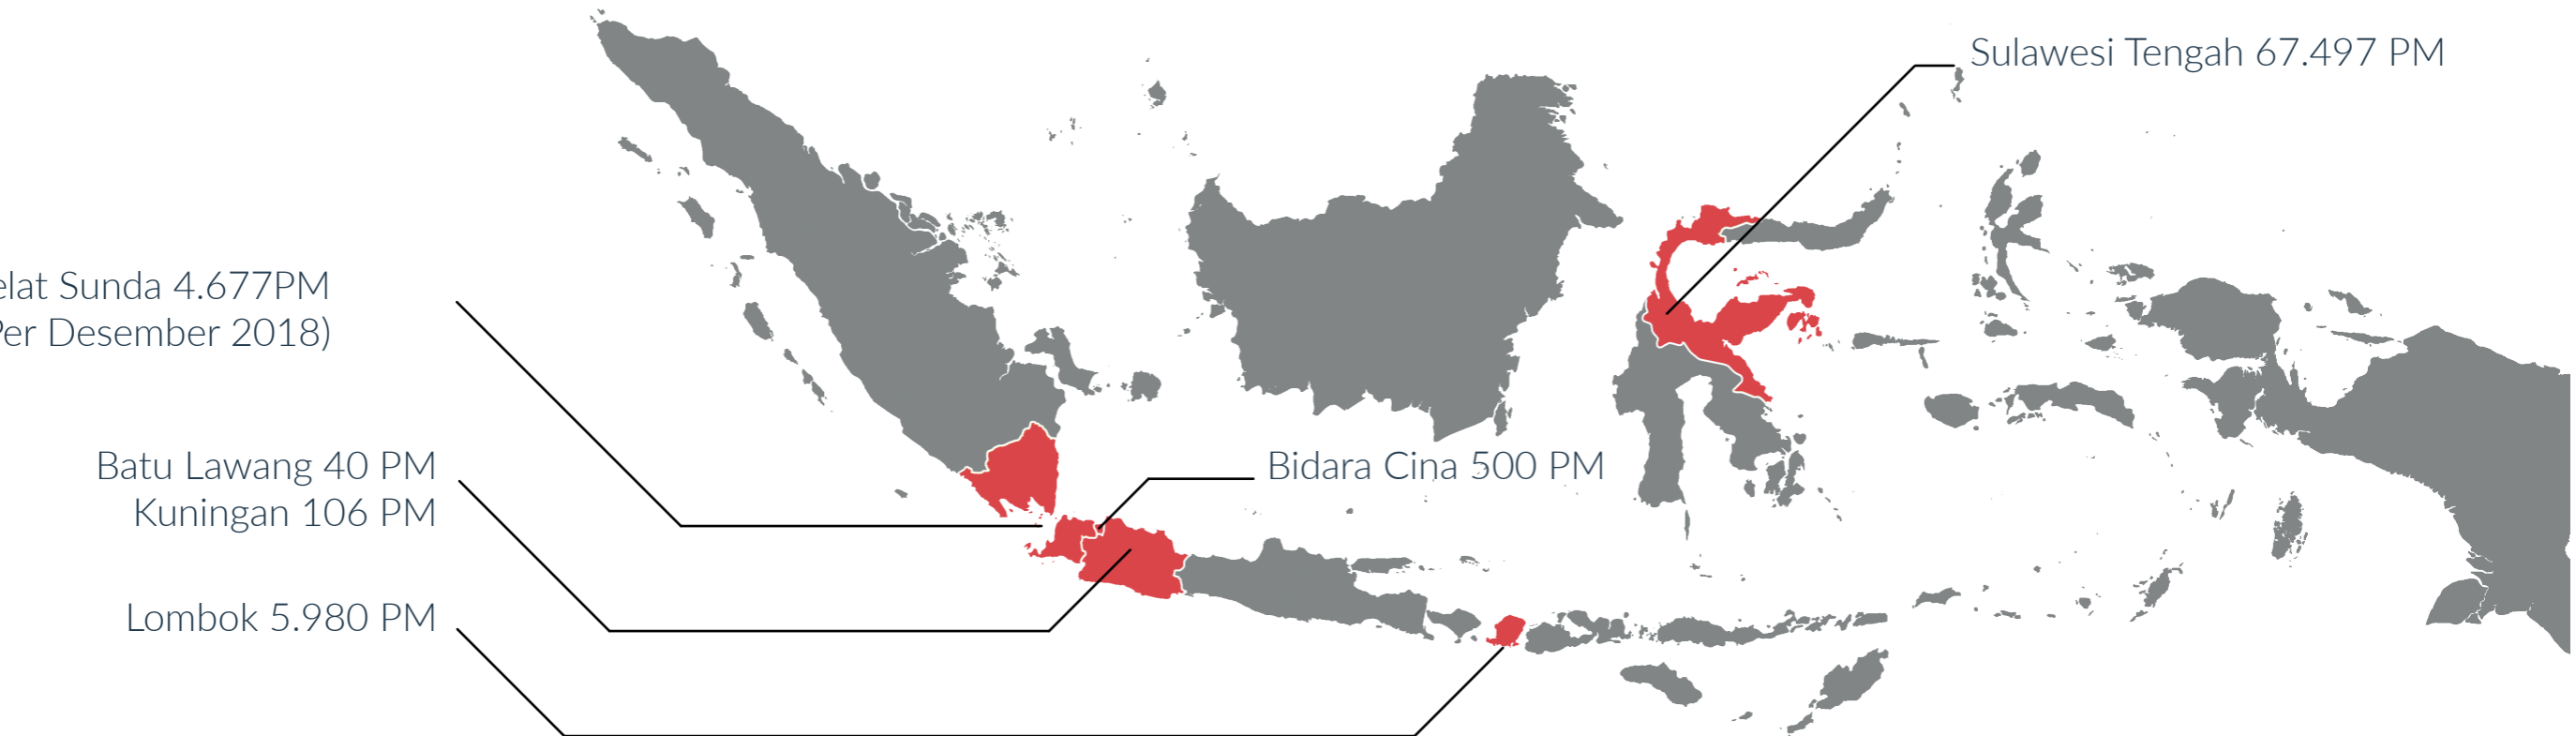 Sulawesi Tengah 67.497 PM
elat Sunda 4.677PM
Per Desember 2018)
Batu Lawang 40 PM
Kuningan 106 PM
Bidara Cina 500 PM
Lombok 5.980 PM